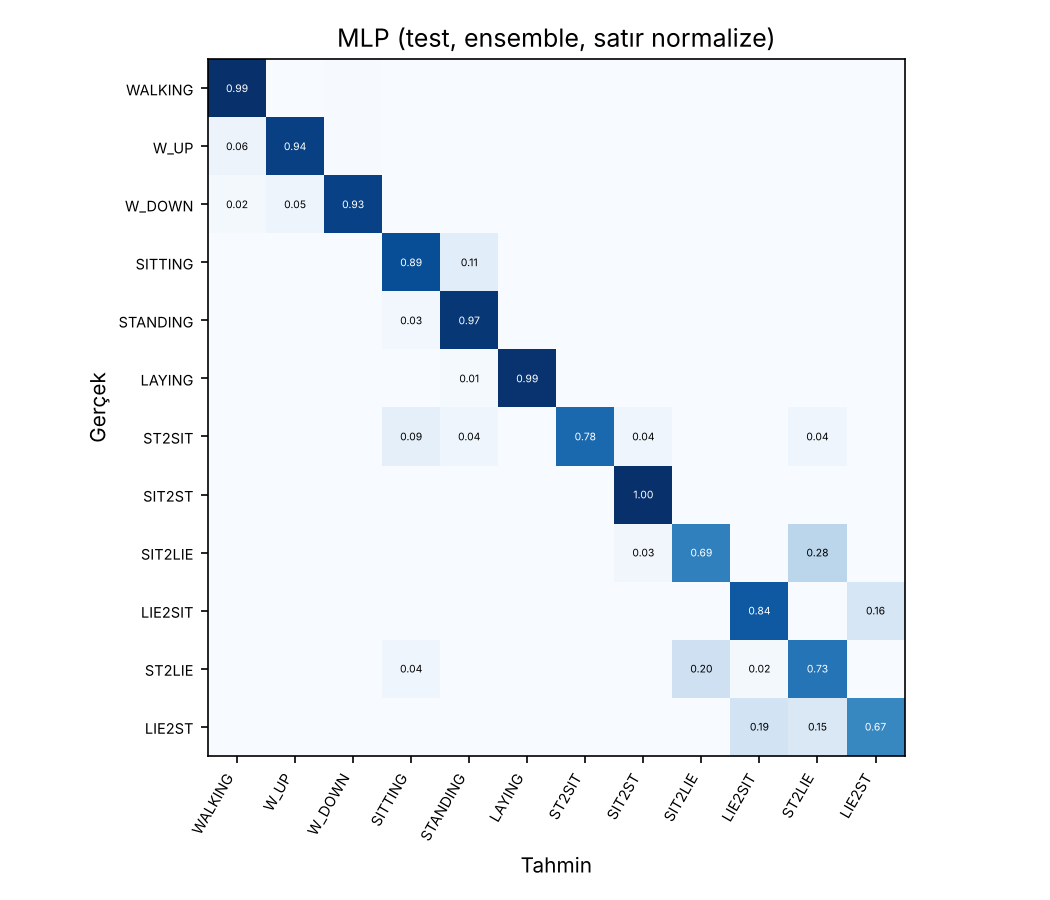 MLP (test, ensemble, satır normalize)
WALKING 0.99
W_UP 0.06 0.94
W_DOWN 0.02 0.05 0.93
SITTING 0.89 0.11
STANDING 0.03 0.97
LAYING 0.01 0.99
ST2SIT 0.09 0.04 0.78 0.04 0.04
SIT2ST 1.00
SIT2LIE 0.03 0.69 0.28
LIE2SIT 0.84 0.16
ST2LIE 0.04 0.20 0.02 0.73
LIE2ST 0.19 0.15 0.67
Gerçek
WALKING W_UP W_DOWN SITTING STANDING LAYING ST2SIT SIT2ST SIT2LIE LIE2SIT ST2LIE LIE2ST
Tahmin